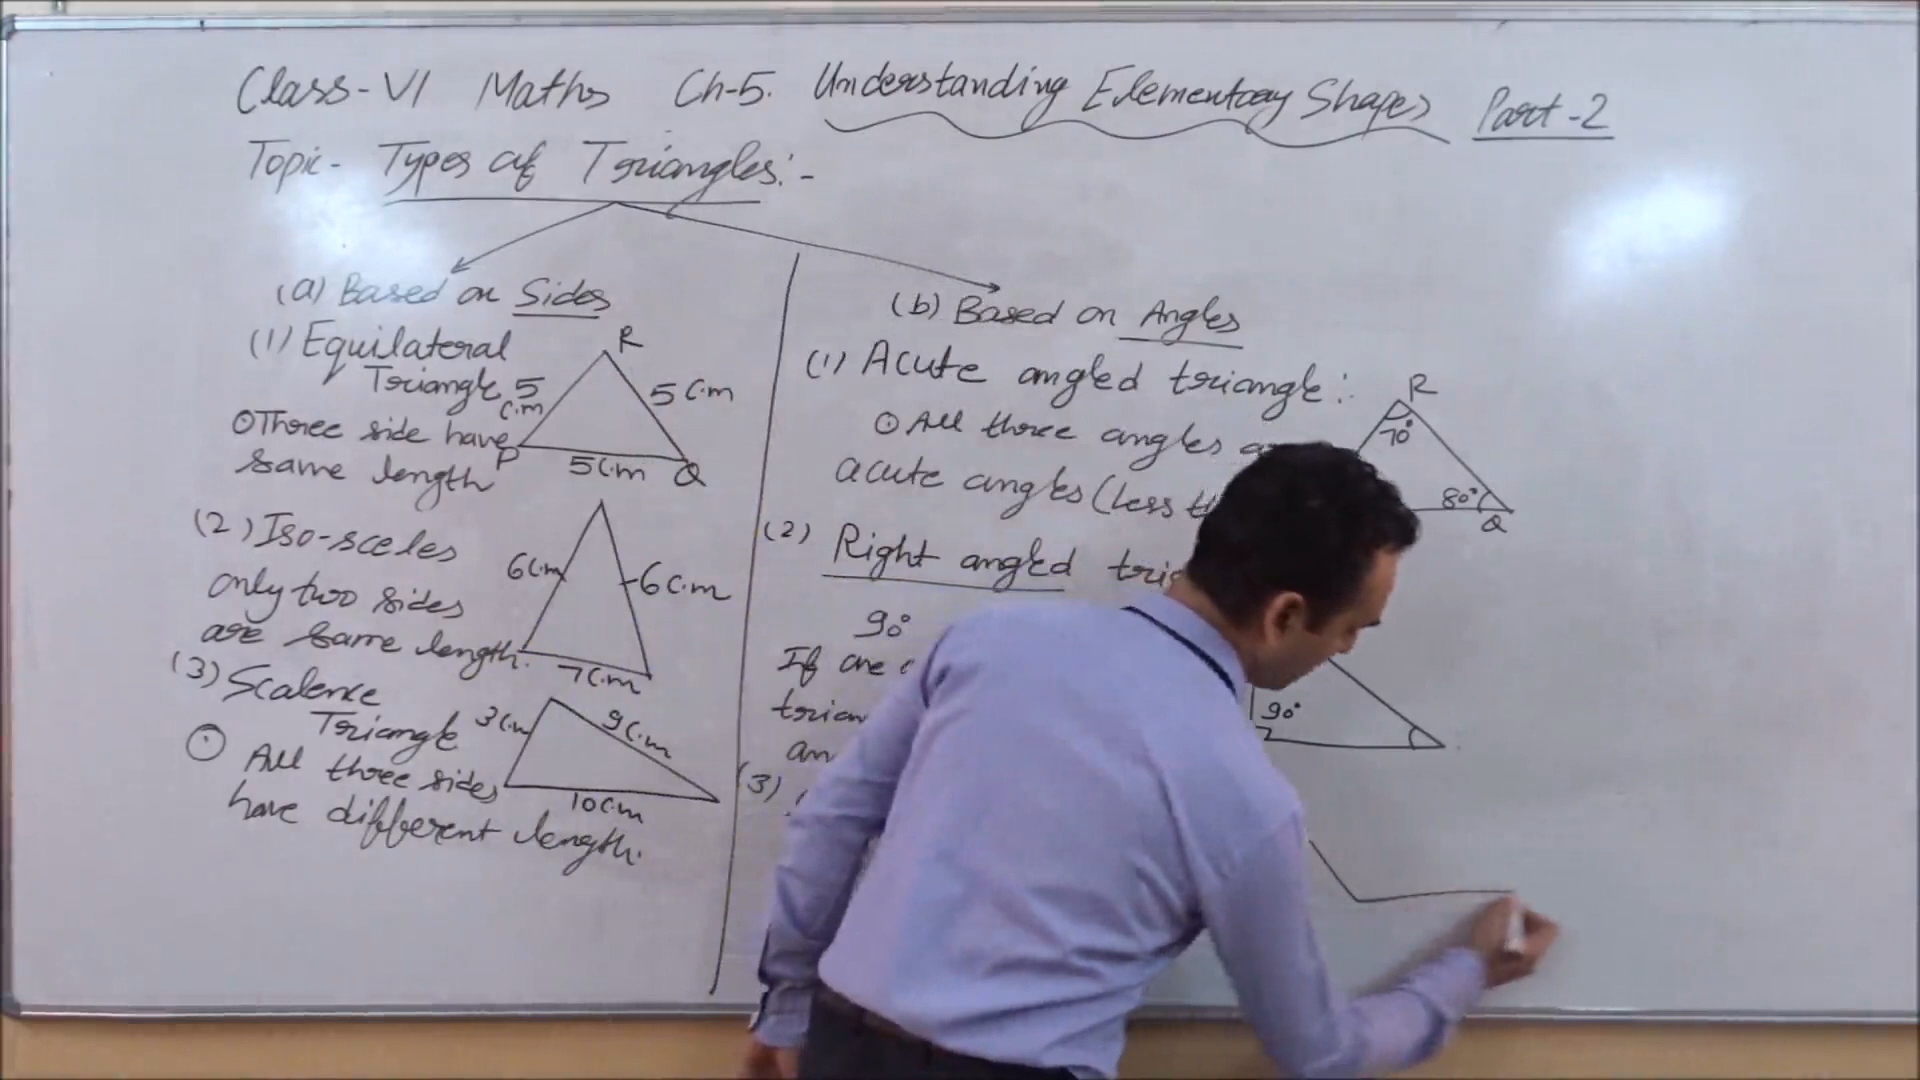 Class-VI Maths Ch-5. Understanding Elementary Shapes Part-2
Topic- Types of Triangles:-
(a) Based on Sides
(1) Equilateral
Triangle
⊙ Three side have
same length
R
5 c.m
5 c.m
P
5 c.m
Q
(2) Iso-sceles
only two sides
are same length.
6 c.m
6 c.m
7 c.m
(3) Scalene
Triangle
⊙ All three sides
have different length.
3 c.m
9 c.m
10 c.m
(b) Based on Angles
(1) Acute angled triangle:-
⊙ All three angles
acute angles (less
R
70°
80°
Q
(2) Right angled
90°
If
90°
(3)